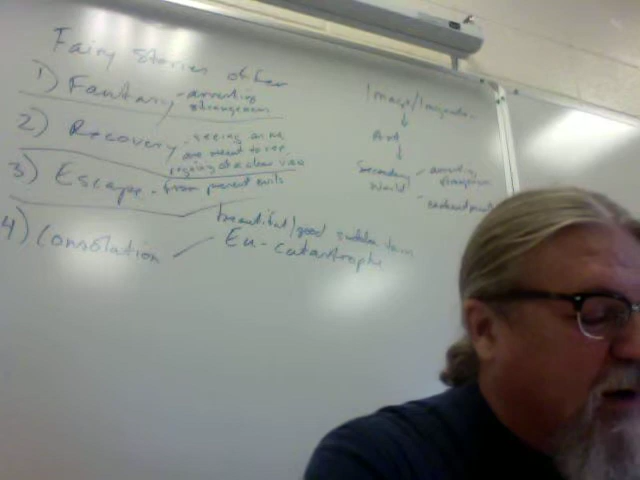 Fairy Stories offer
1) Fantasy - arresting
strangeness
2) Recovery - seeing as we
are meant to see
regaining of a clear view
3) Escape - from present evils
4) Consolation
beautiful/good sudden turn
Eu-catastrophe
Image/Imagination
↓
Art
↓
Secondary - arresting
World strangeness
- enchantment